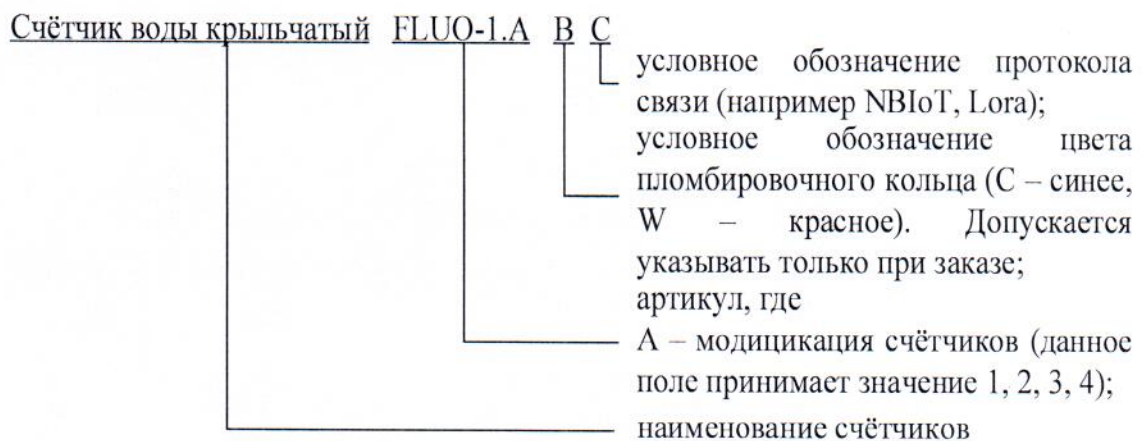 Счётчик воды крыльчатый FLUO-1.A B C
условное обозначение протокола
связи (например NBIoT, Lora);
условное обозначение цвета
пломбировочного кольца (C – синее,
W – красное). Допускается
указывать только при заказе;
артикул, где
A – модицикация счётчиков (данное
поле принимает значение 1, 2, 3, 4);
наименование счётчиков